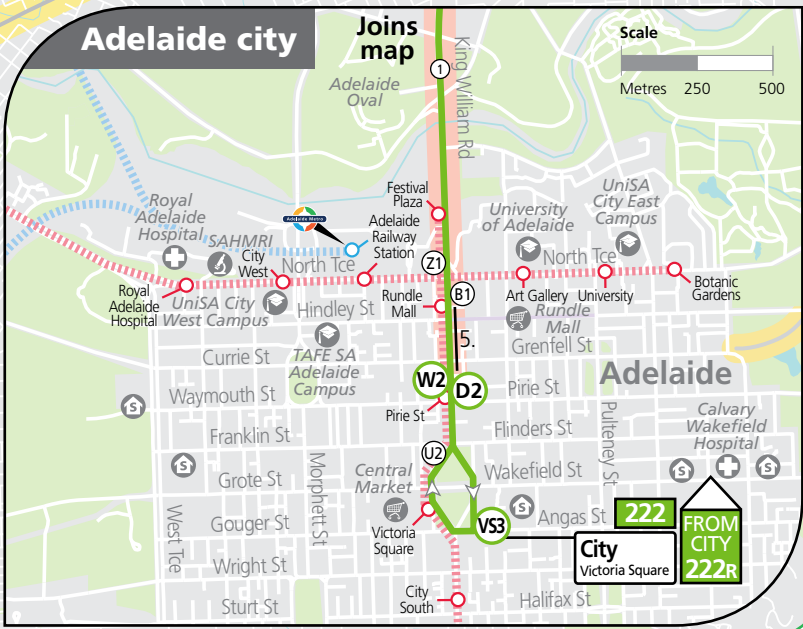 Adelaide city
Joins
map
Scale
Metres 250 500
1
King William Rd
Adelaide
Oval
Festival
Plaza
Royal
Adelaide
Hospital
Adelaide Metro
Adelaide
Railway
Station
University
of Adelaide
UniSA
City East
Campus
SAHMRI
City
West
North Tce
Z1
North Tce
Royal
Adelaide
Hospital
UniSA City
West Campus
Hindley St
Rundle
Mall
B1
Art Gallery
University
Botanic
Gardens
Rundle
Mall
5.
Grenfell St
Currie St
TAFE SA
Adelaide
Campus
Adelaide
W2
D2
Waymouth St
Pirie St
Pirie St
Pulteney St
Calvary
Wakefield
Hospital
S
Franklin St
Flinders St
U2
S
Grote St
Morphett St
Central
Market
Wakefield St
S
S
West Tce
Gouger St
Victoria
Square
VS3
S
Angas St
222
FROM
CITY
222R
City
Victoria Square
Wright St
City
South
Sturt St
Halifax St